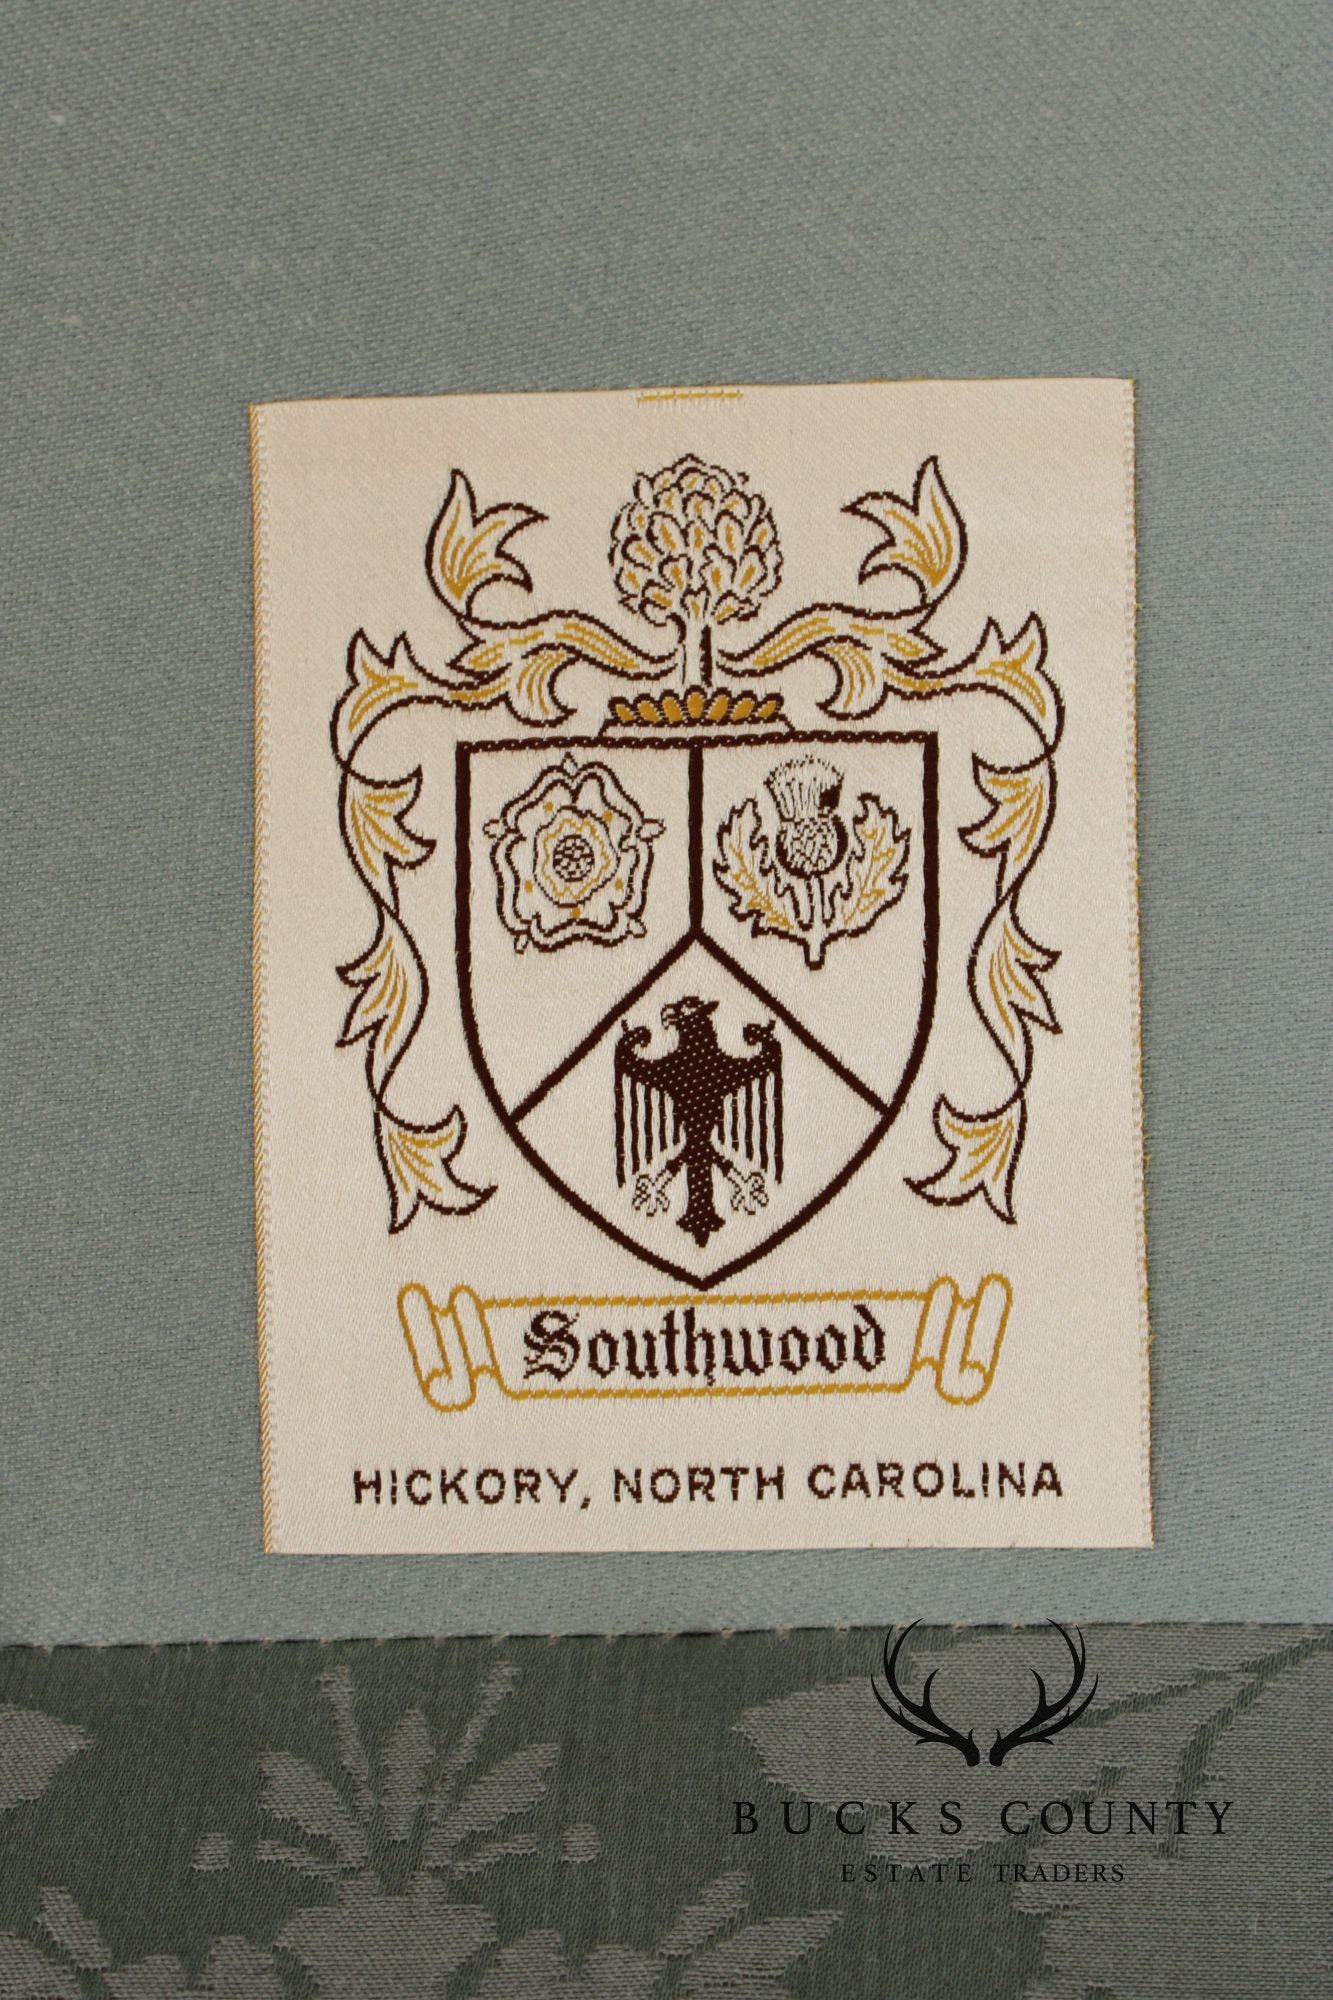 Southwood
HICKORY, NORTH CAROLINA
BUCKS COUNTY
ESTATE TRADERS